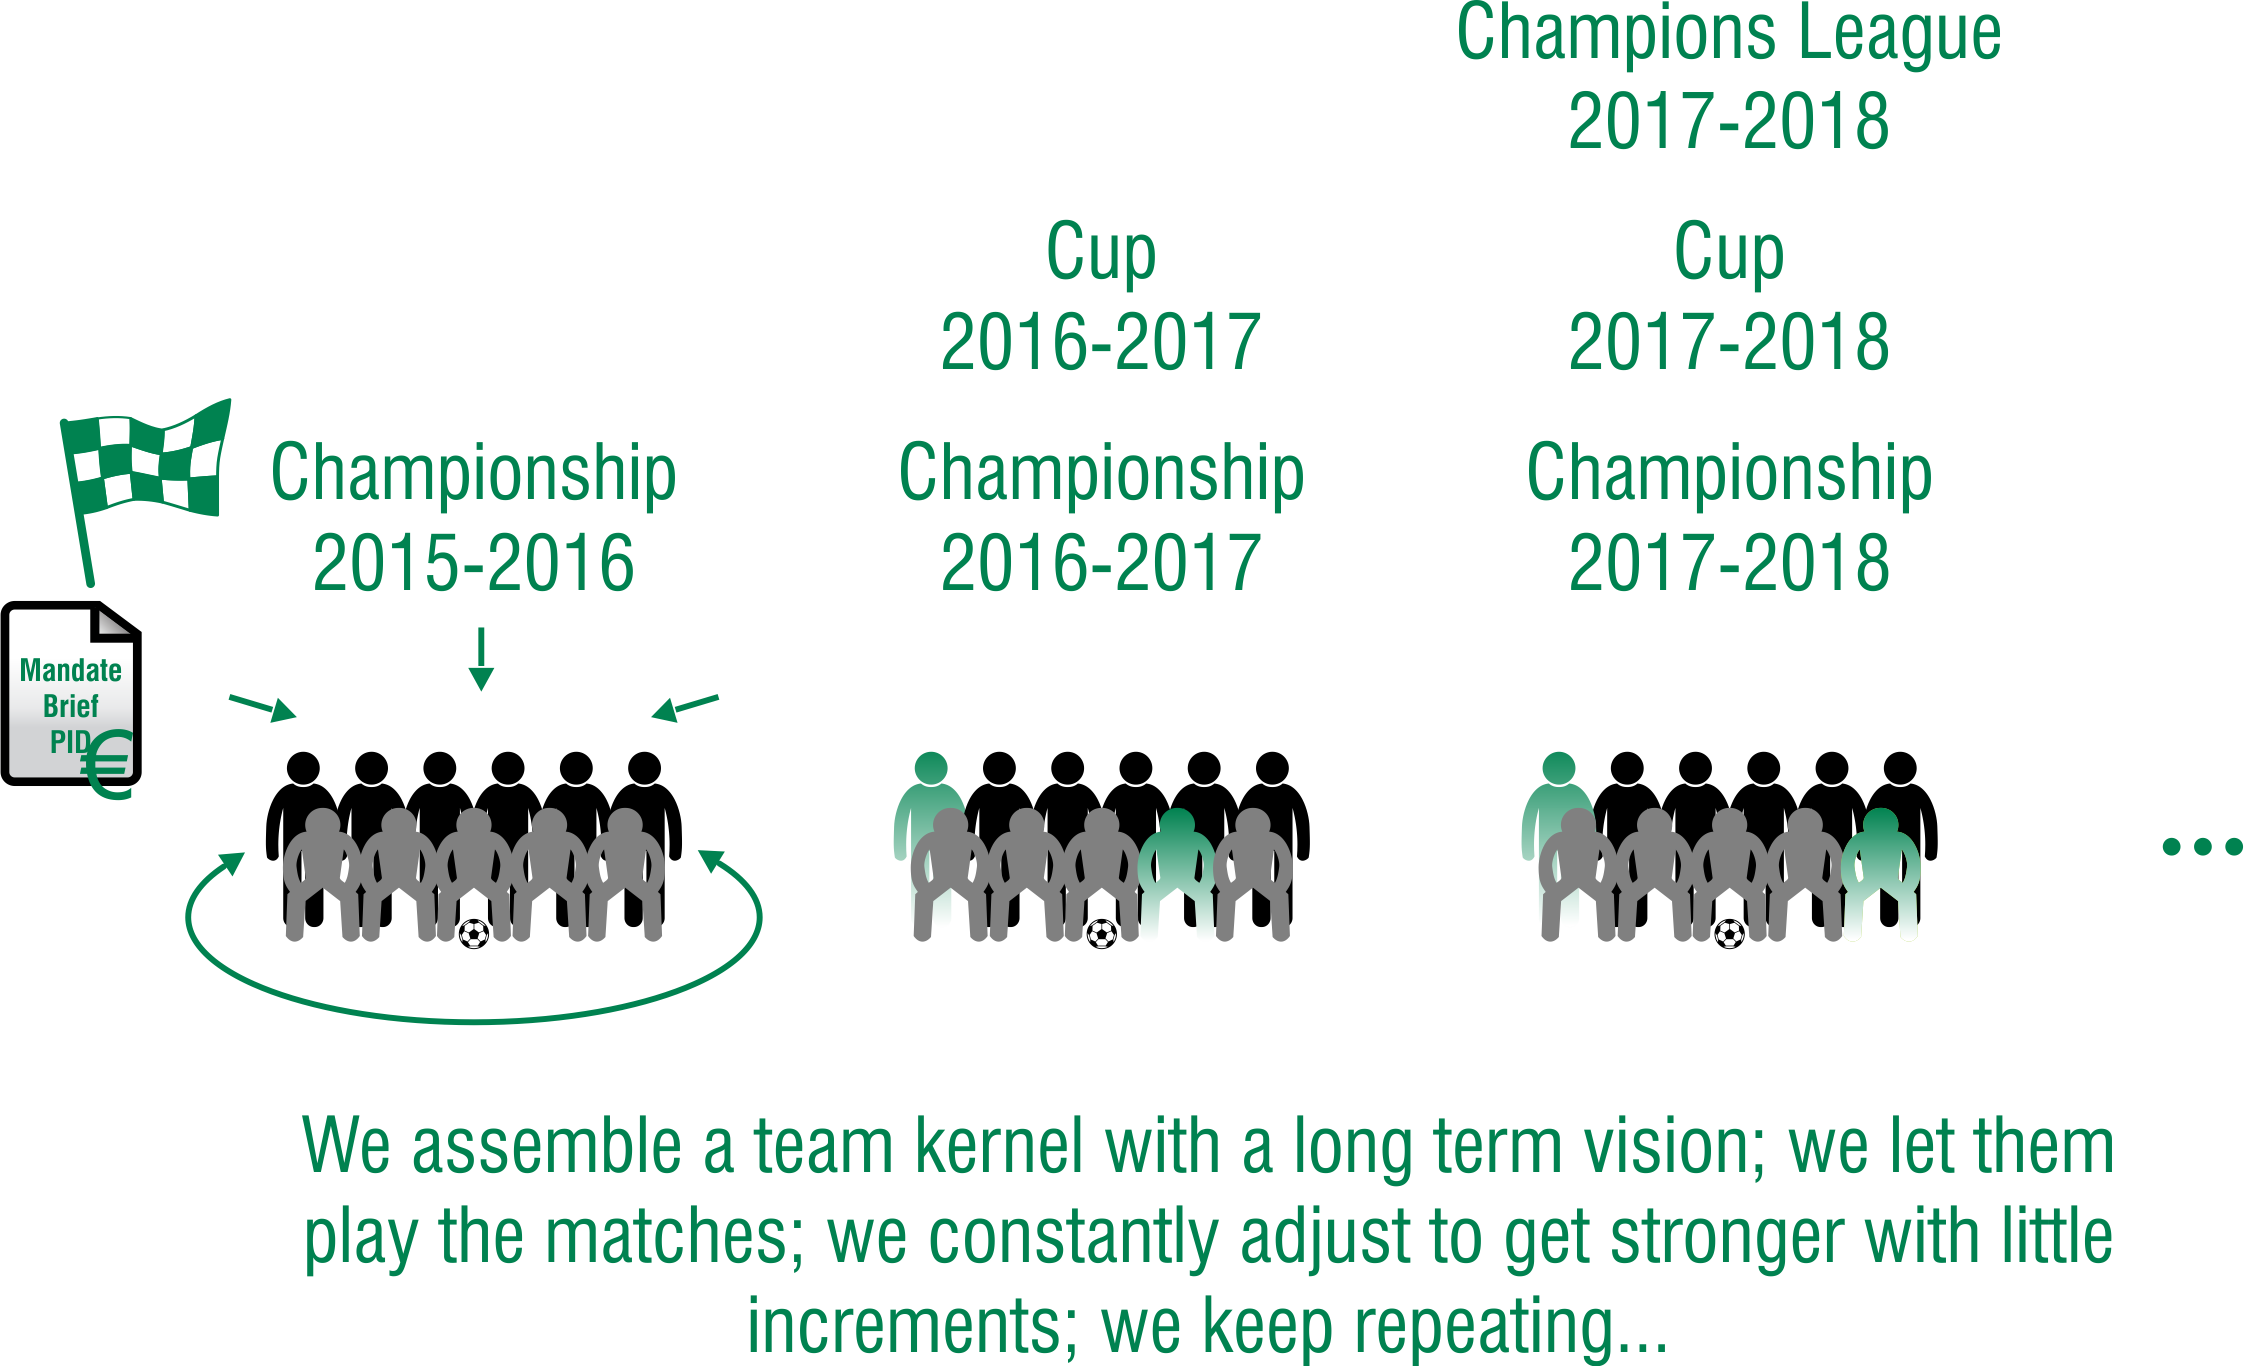 Champions League
2017-2018
Cup
2016-2017
Cup
2017-2018
Championship
2015-2016
Championship
2016-2017
Championship
2017-2018
Mandate
Brief
PID
€
We assemble a team kernel with a long term vision; we let them
play the matches; we constantly adjust to get stronger with little
increments; we keep repeating...